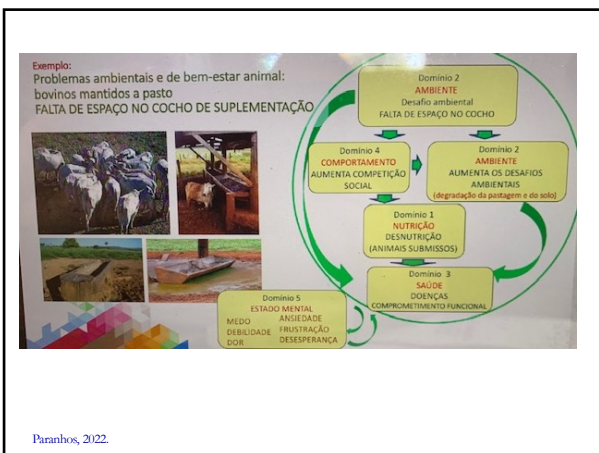 Exemplo:
Problemas ambientais e de bem-estar animal:
bovinos mantidos a pasto
FALTA DE ESPAÇO NO COCHO DE SUPLEMENTAÇÃO
Domínio 2
AMBIENTE
Desafio ambiental
FALTA DE ESPAÇO NO COCHO
Domínio 4
COMPORTAMENTO
AUMENTA COMPETIÇÃO
SOCIAL
Domínio 2
AMBIENTE
AUMENTA OS DESAFIOS
AMBIENTAIS
(degradação da pastagem e do solo)
Domínio 1
NUTRIÇÃO
DESNUTRIÇÃO
(ANIMAIS SUBMISSOS)
Domínio 3
SAÚDE
DOENÇAS
COMPROMETIMENTO FUNCIONAL
Domínio 5
ESTADO MENTAL
MEDO
DEBILIDADE
DOR
ANSIEDADE
FRUSTRAÇÃO
DESESPERANÇA
Paranhos, 2022.